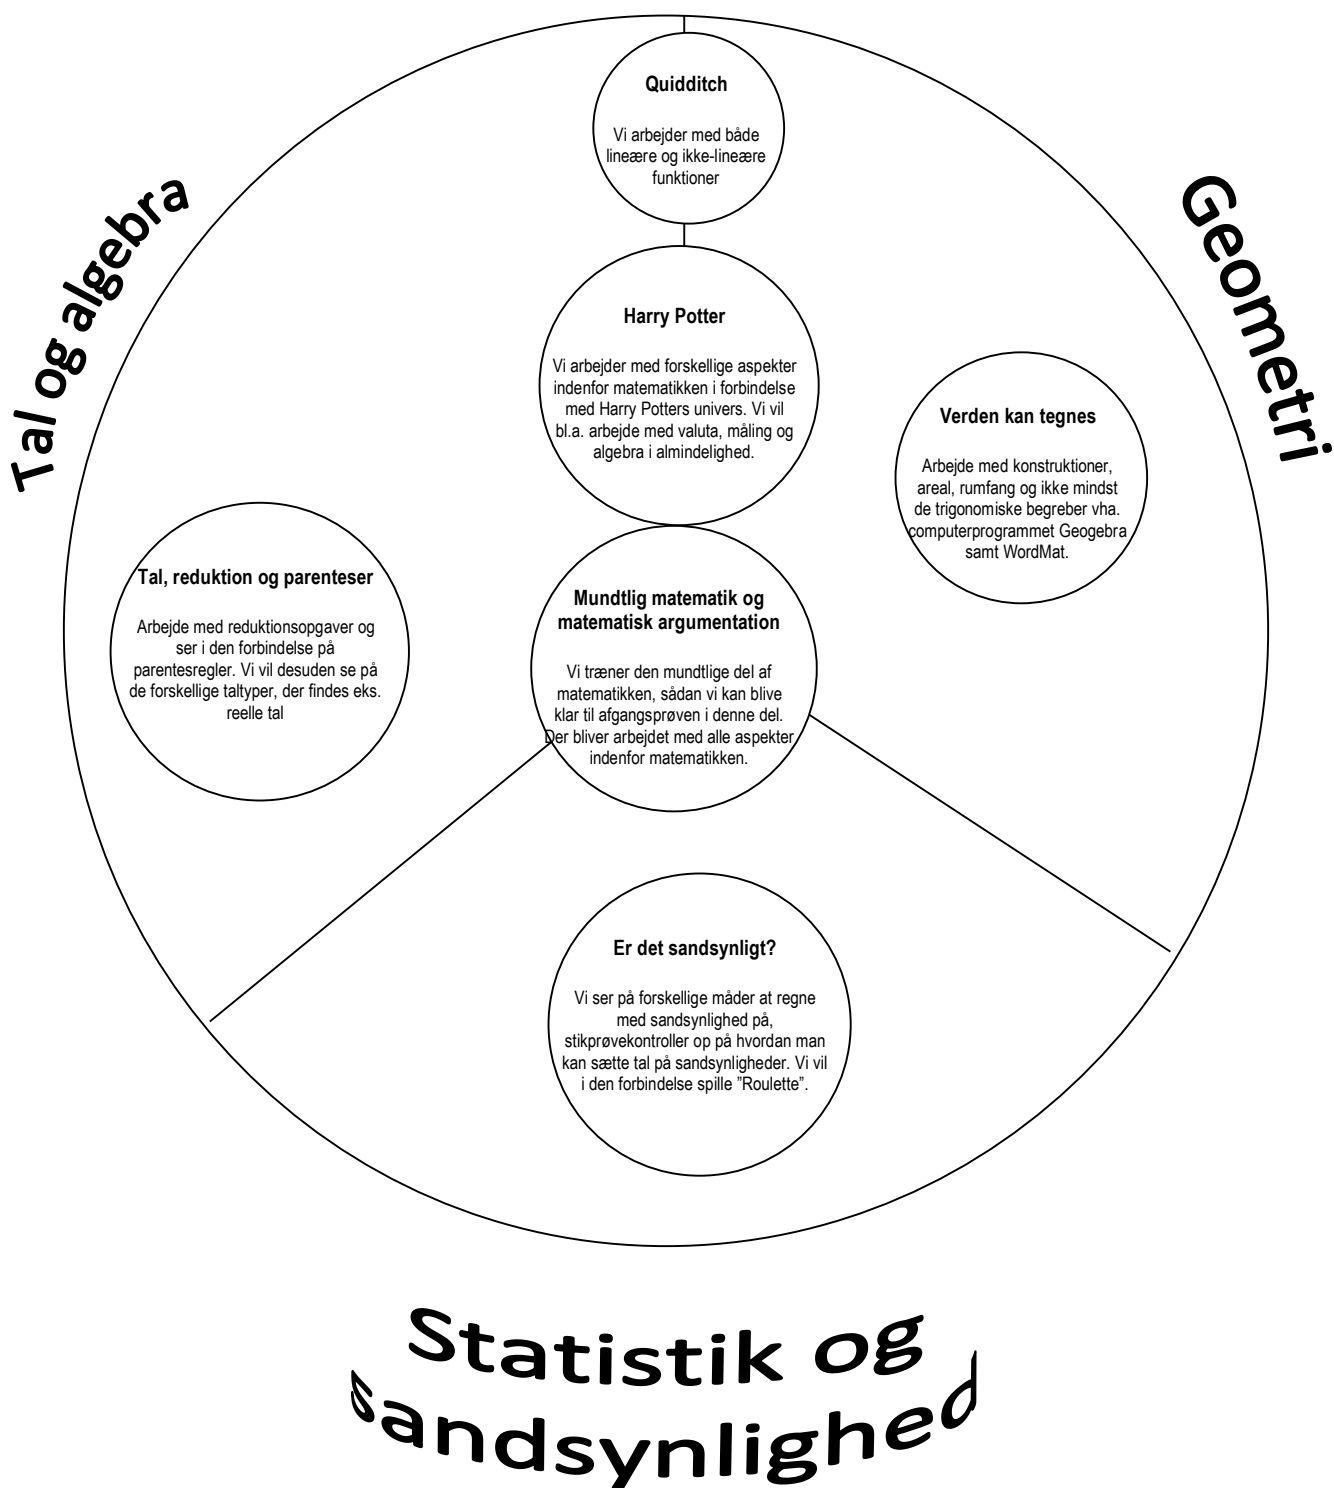 Quidditch
Vi arbejder med både
lineære og ikke-lineære
funktioner
Tal og algebra
Geometri
Harry Potter
Vi arbejder med forskellige aspekter
indenfor matematikken i forbindelse
med Harry Potters univers. Vi vil
bl.a. arbejde med valuta, måling og
algebra i almindelighed.
Verden kan tegnes
Arbejde med konstruktioner,
areal, rumfang og ikke mindst
de trigonomiske begreber vha.
computerprogrammet Geogebra
samt WordMat.
Tal, reduktion og parenteser
Arbejde med reduktionsopgaver og
ser i den forbindelse på
parentesregler. Vi vil desuden se på
de forskellige taltyper, der findes eks.
reelle tal
Mundtlig matematik og
matematisk argumentation
Vi træner den mundtlige del af
matematikken, sådan vi kan blive
klar til afgangsprøven i denne del.
Der bliver arbejdet med alle aspekter
indenfor matematikken.
Er det sandsynligt?
Vi ser på forskellige måder at regne
med sandsynlighed på,
stikprøvekontroller op på hvordan man
kan sætte tal på sandsynligheder. Vi vil
i den forbindelse spille ”Roulette”.
Statistik og
sandsynlighed